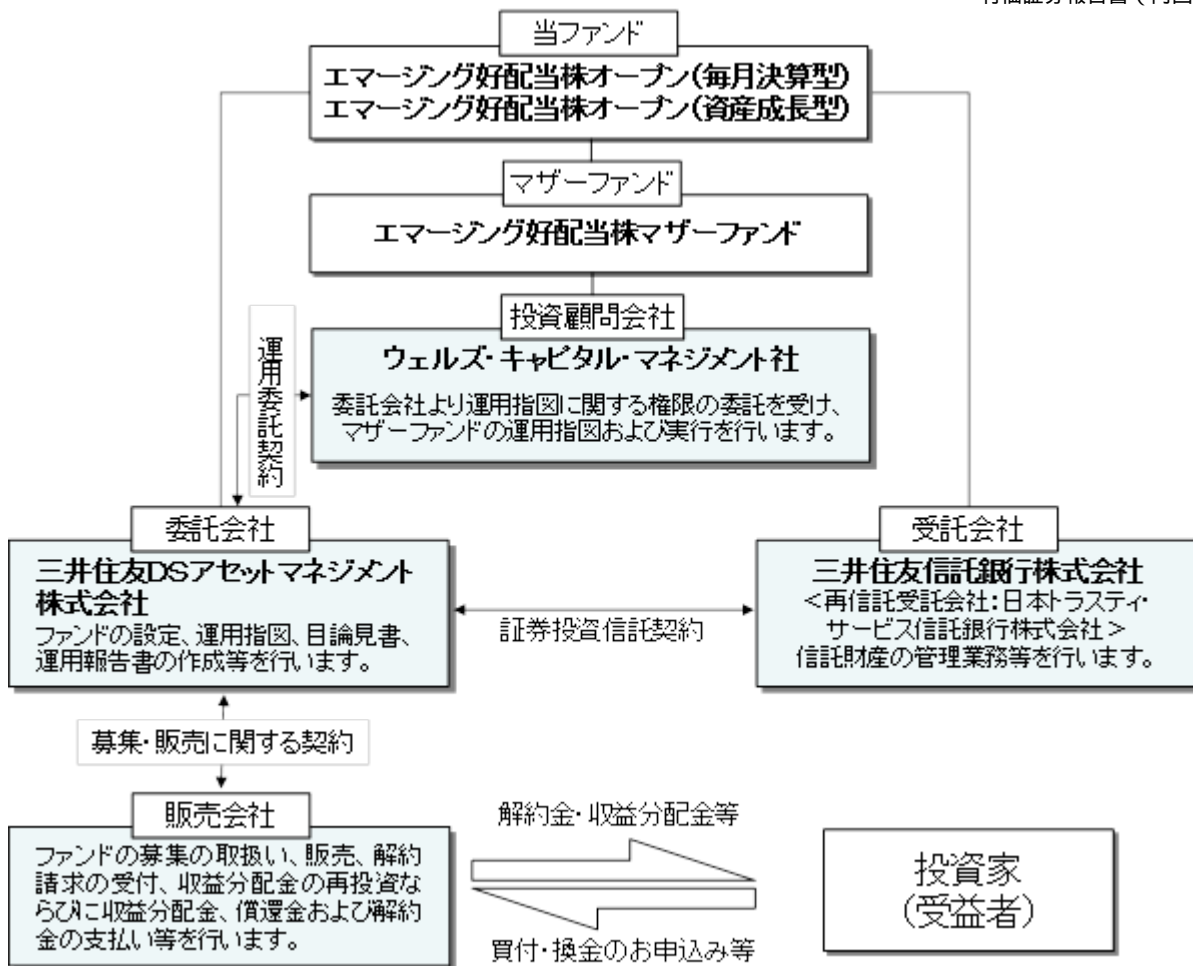 当ファンド
エマージング好配当株オープン(毎月決算型)
エマージング好配当株オープン(資産成長型)
マザーファンド
エマージング好配当株マザーファンド
投資顧問会社
ウェルズ・キャピタル・マネジメント社
委託会社より運用指図に関する権限の委託を受け、
マザーファンドの運用指図および実行を行います。
運用委託契約
委託会社
三井住友DSアセットマネジメント
株式会社
ファンドの設定、運用指図、目論見書、
運用報告書の作成等を行います。
証券投資信託契約
受託会社
三井住友信託銀行株式会社
<再信託受託会社:日本トラスティ・
サービス信託銀行株式会社>
信託財産の管理業務等を行います。
募集・販売に関する契約
販売会社
ファンドの募集の取扱い、販売、解約
請求の受付、収益分配金の再投資な
らびに収益分配金、償還金および解約
金の支払い等を行います。
解約金・収益分配金等
買付・換金のお申込み等
投資家
(受益者)